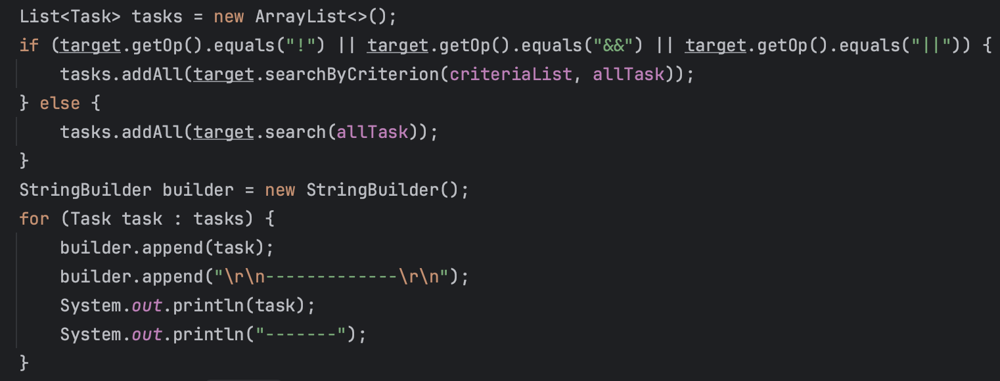 List<Task> tasks = new ArrayList<>();
if (target.getOp().equals("!") || target.getOp().equals("&&") || target.getOp().equals("||")) {
    tasks.addAll(target.searchByCriterion(criteriaList, allTask));
} else {
    tasks.addAll(target.search(allTask));
}
StringBuilder builder = new StringBuilder();
for (Task task : tasks) {
    builder.append(task);
    builder.append("\r\n-------------\r\n");
    System.out.println(task);
    System.out.println("-------");
}